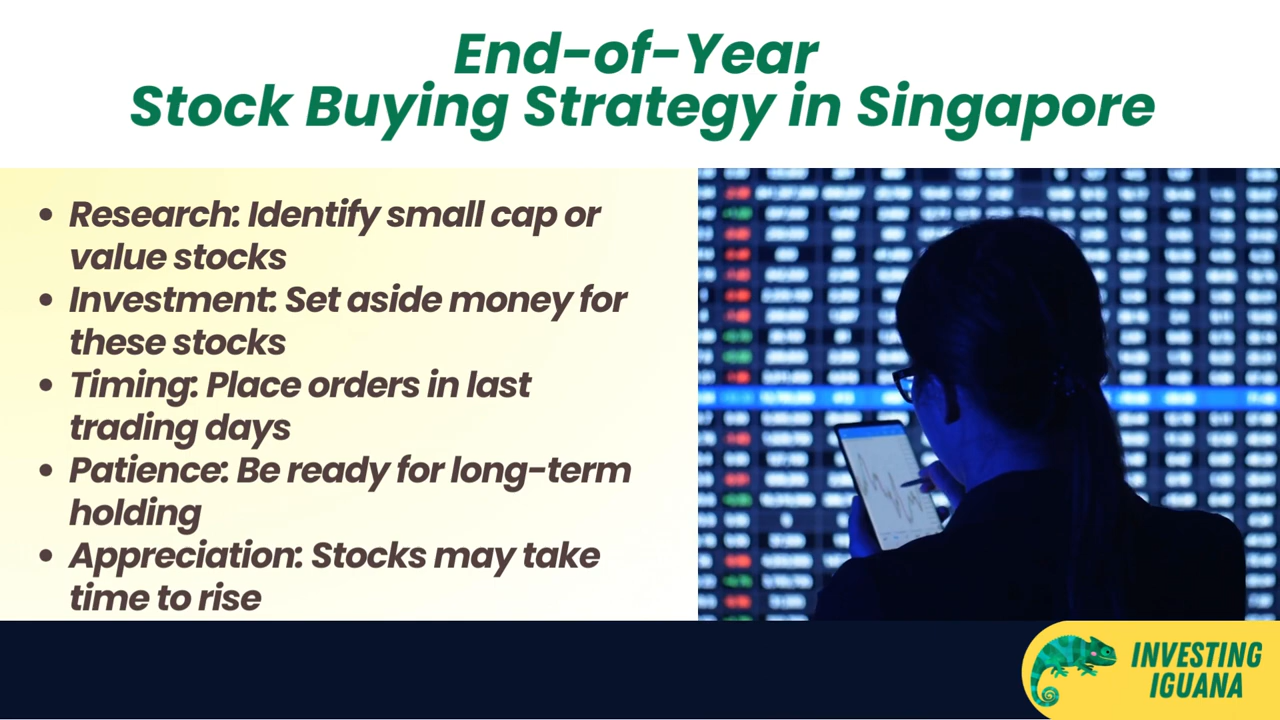 End-of-Year
Stock Buying Strategy in Singapore
• Research: Identify small cap or
value stocks
• Investment: Set aside money for
these stocks
• Timing: Place orders in last
trading days
• Patience: Be ready for long-term
holding
• Appreciation: Stocks may take
time to rise
INVESTING
IGUANA